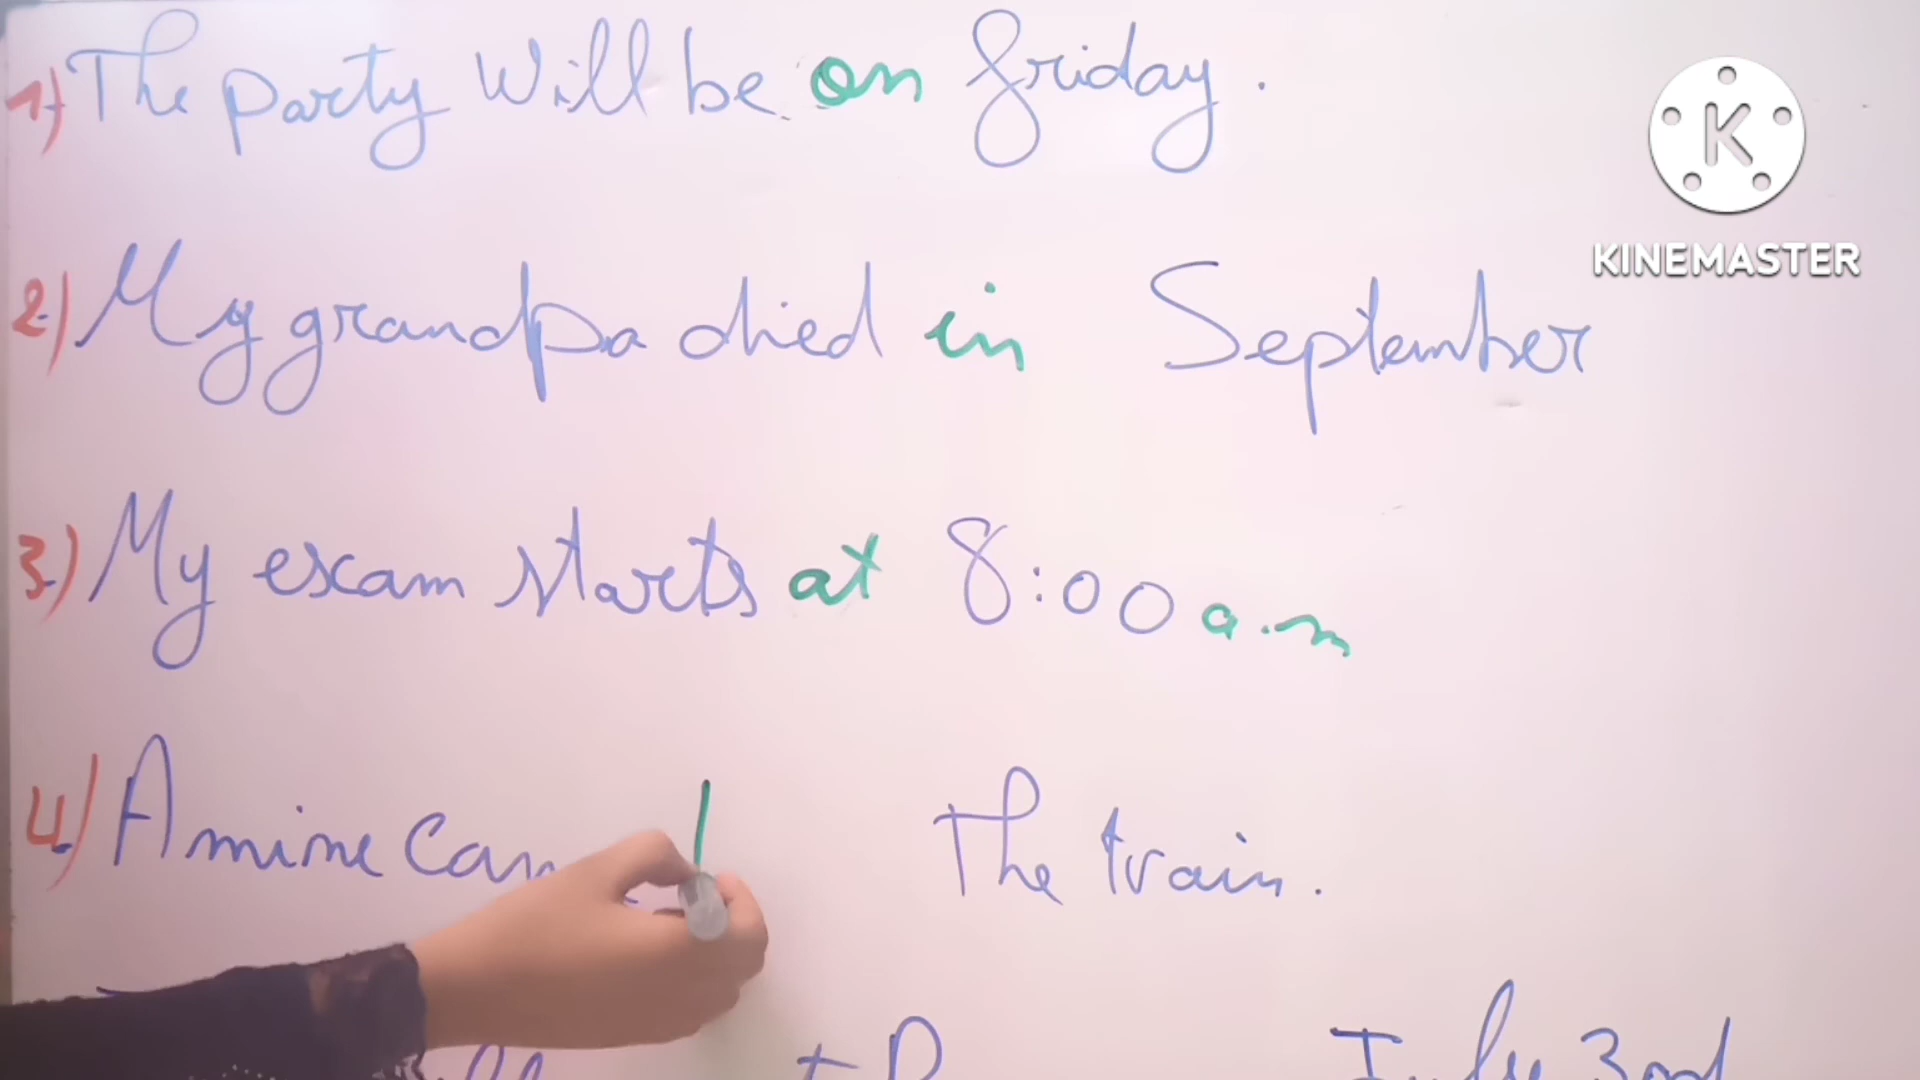 1) The party will be on friday.
K
KINEMASTER
2) My grandpa died in September
3) My exam starts at 8:00 a.m
4) Amine the train.